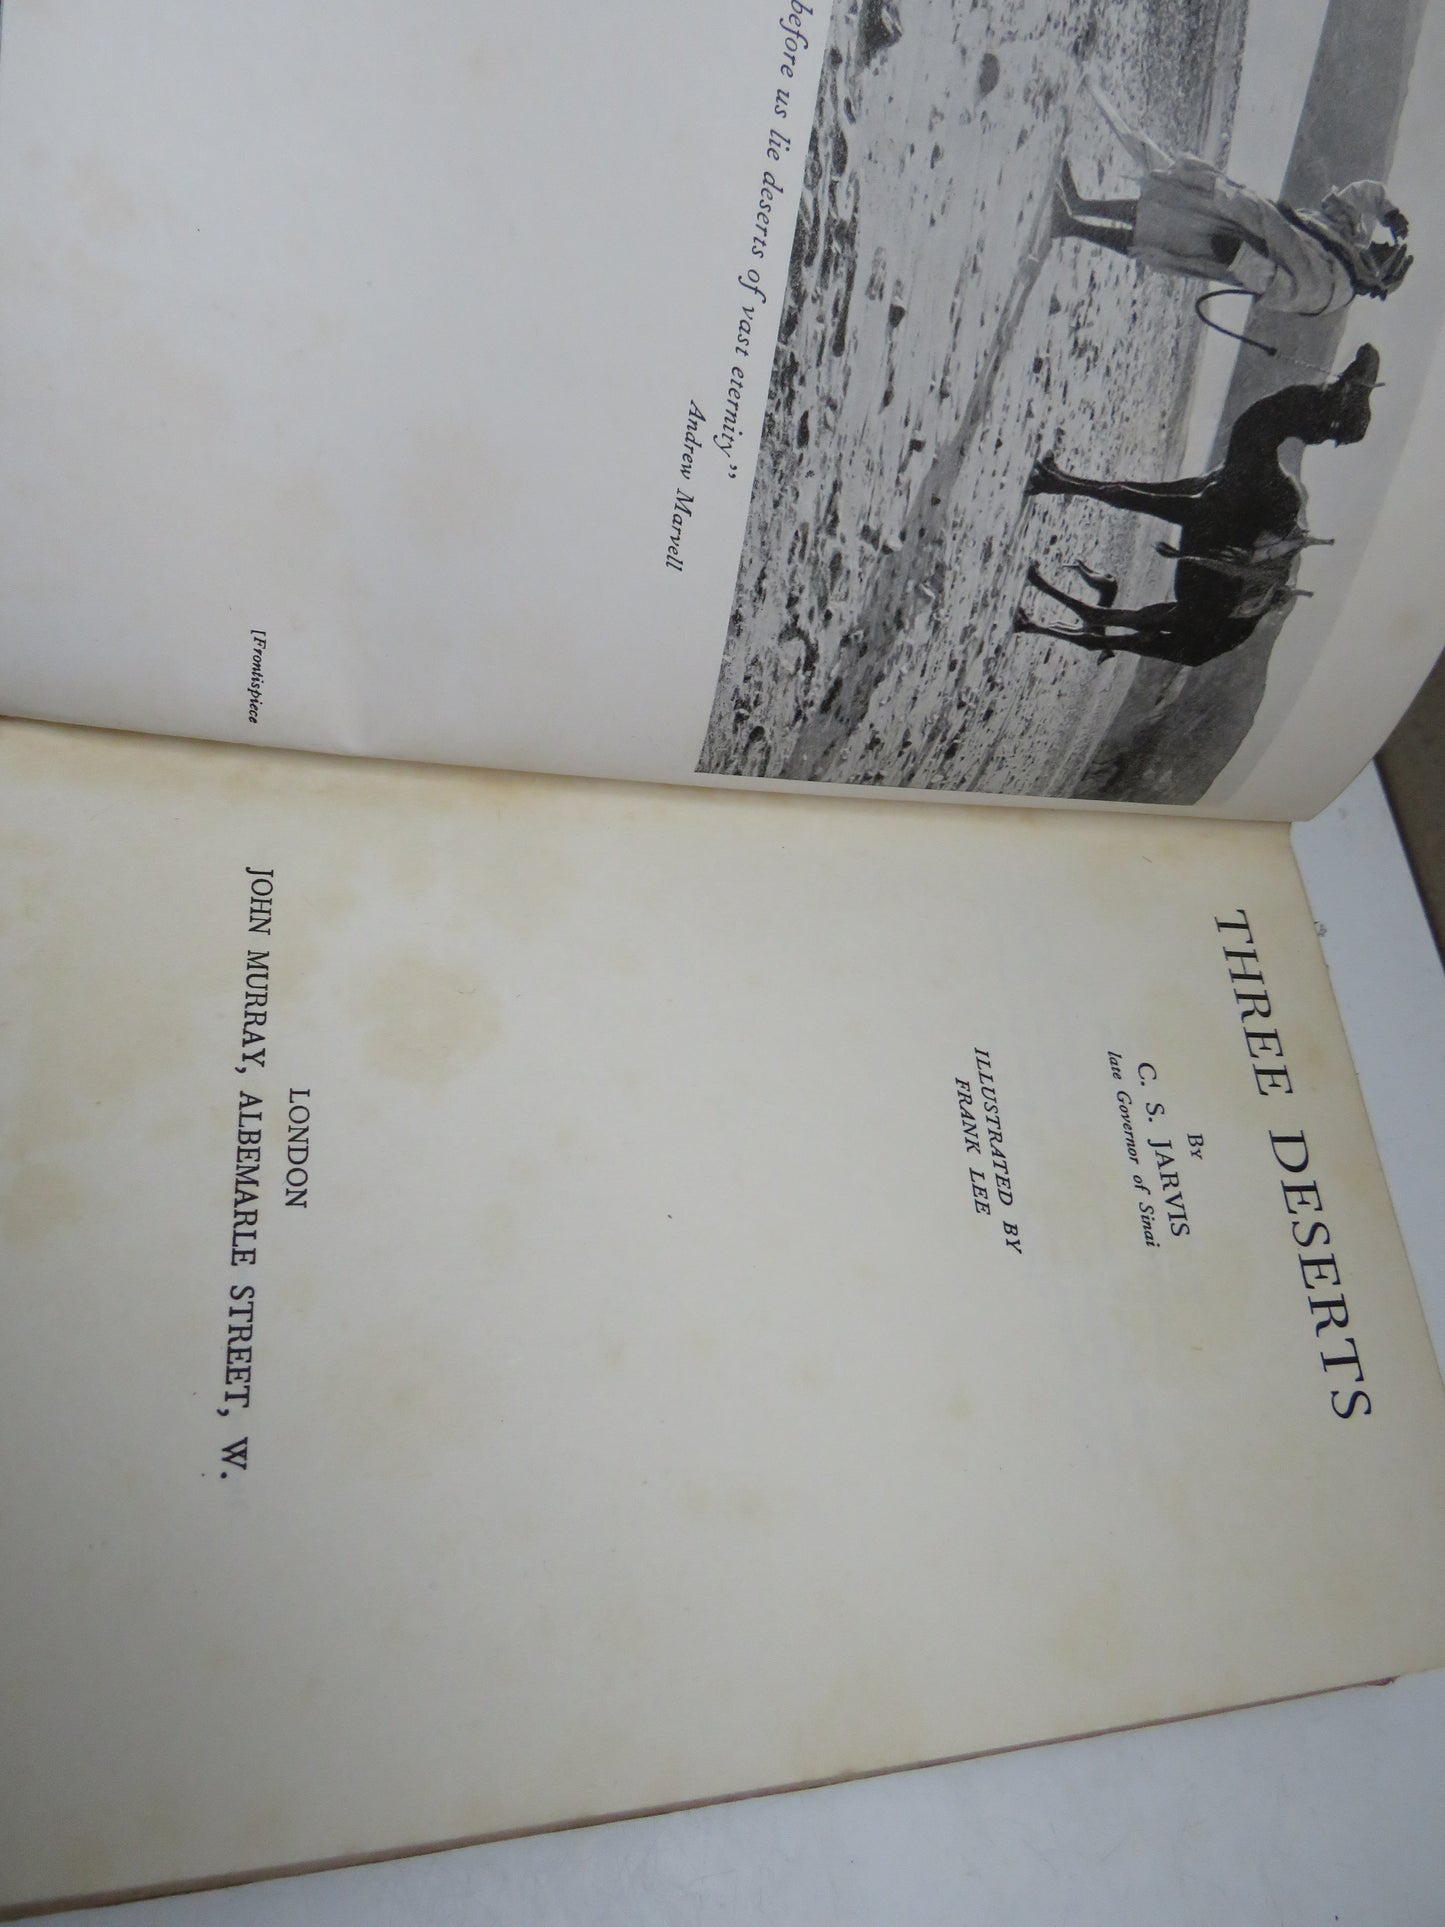 before us lie deserts of vast eternity”
Andrew Marvell
[Frontispiece
THREE DESERTS
BY
C. S. JARVIS
late Governor of Sinai
ILLUSTRATED BY
FRANK LEE
LONDON
JOHN MURRAY, ALBEMARLE STREET, W.